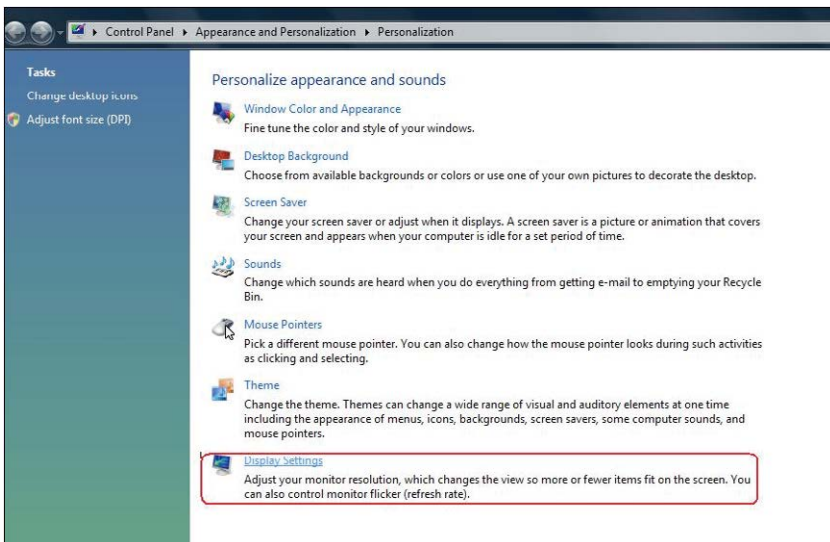 Control Panel ▸ Appearance and Personalization ▸ Personalization
Tasks
Change desktop icons
Adjust font size (DPI)
Personalize appearance and sounds
Window Color and Appearance
Fine tune the color and style of your windows.
Desktop Background
Choose from available backgrounds or colors or use one of your own pictures to decorate the desktop.
Screen Saver
Change your screen saver or adjust when it displays. A screen saver is a picture or animation that covers
your screen and appears when your computer is idle for a set period of time.
Sounds
Change which sounds are heard when you do everything from getting e-mail to emptying your Recycle
Bin.
Mouse Pointers
Pick a different mouse pointer. You can also change how the mouse pointer looks during such activities
as clicking and selecting.
Theme
Change the theme. Themes can change a wide range of visual and auditory elements at one time
including the appearance of menus, icons, backgrounds, screen savers, some computer sounds, and
mouse pointers.
Display Settings
Adjust your monitor resolution, which changes the view so more or fewer items fit on the screen. You
can also control monitor flicker (refresh rate).